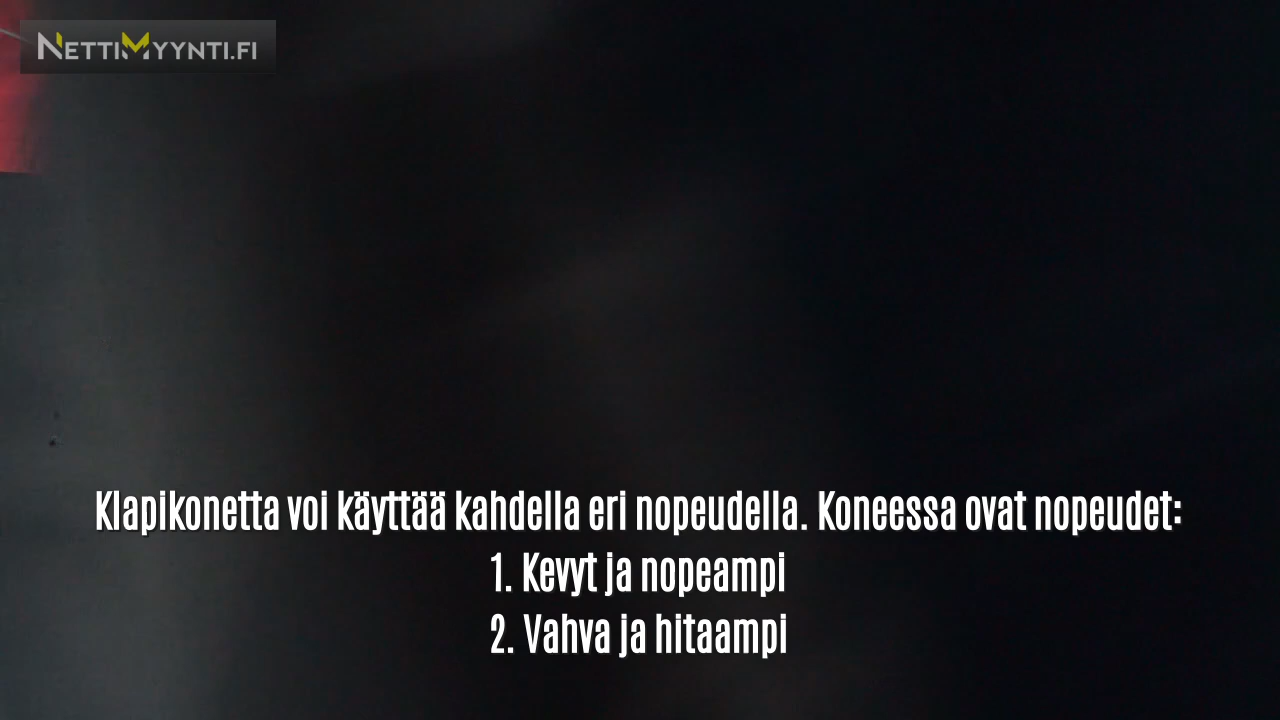 NETTIMYYNTI.FI
Klapikonetta voi käyttää kahdella eri nopeudella. Koneessa ovat nopeudet:
1. Kevyt ja nopeampi
2. Vahva ja hitaampi